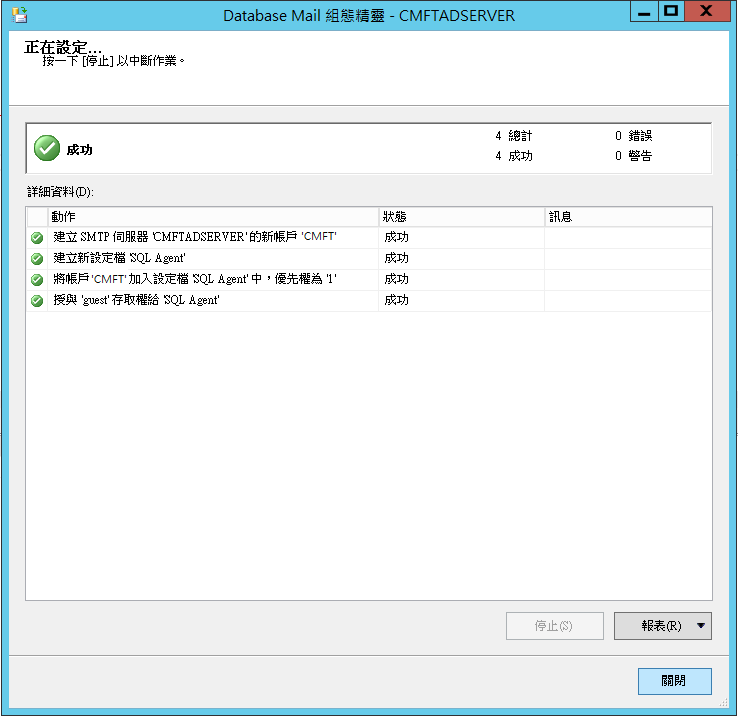 Database Mail 組態精靈 - CMFTADSERVER
正在設定...
按一下 [停止] 以中斷作業。
成功
4 總計 0 錯誤
4 成功 0 警告
詳細資料(D):
動作 狀態 訊息
建立 SMTP 伺服器 'CMFTADSERVER' 的新帳戶 'CMFT' 成功
建立新設定檔 'SQL Agent' 成功
將帳戶 'CMFT' 加入設定檔 'SQL Agent' 中，優先權為 '1' 成功
授與 'guest' 存取權給 'SQL Agent' 成功
停止(S) 報表(R)
關閉